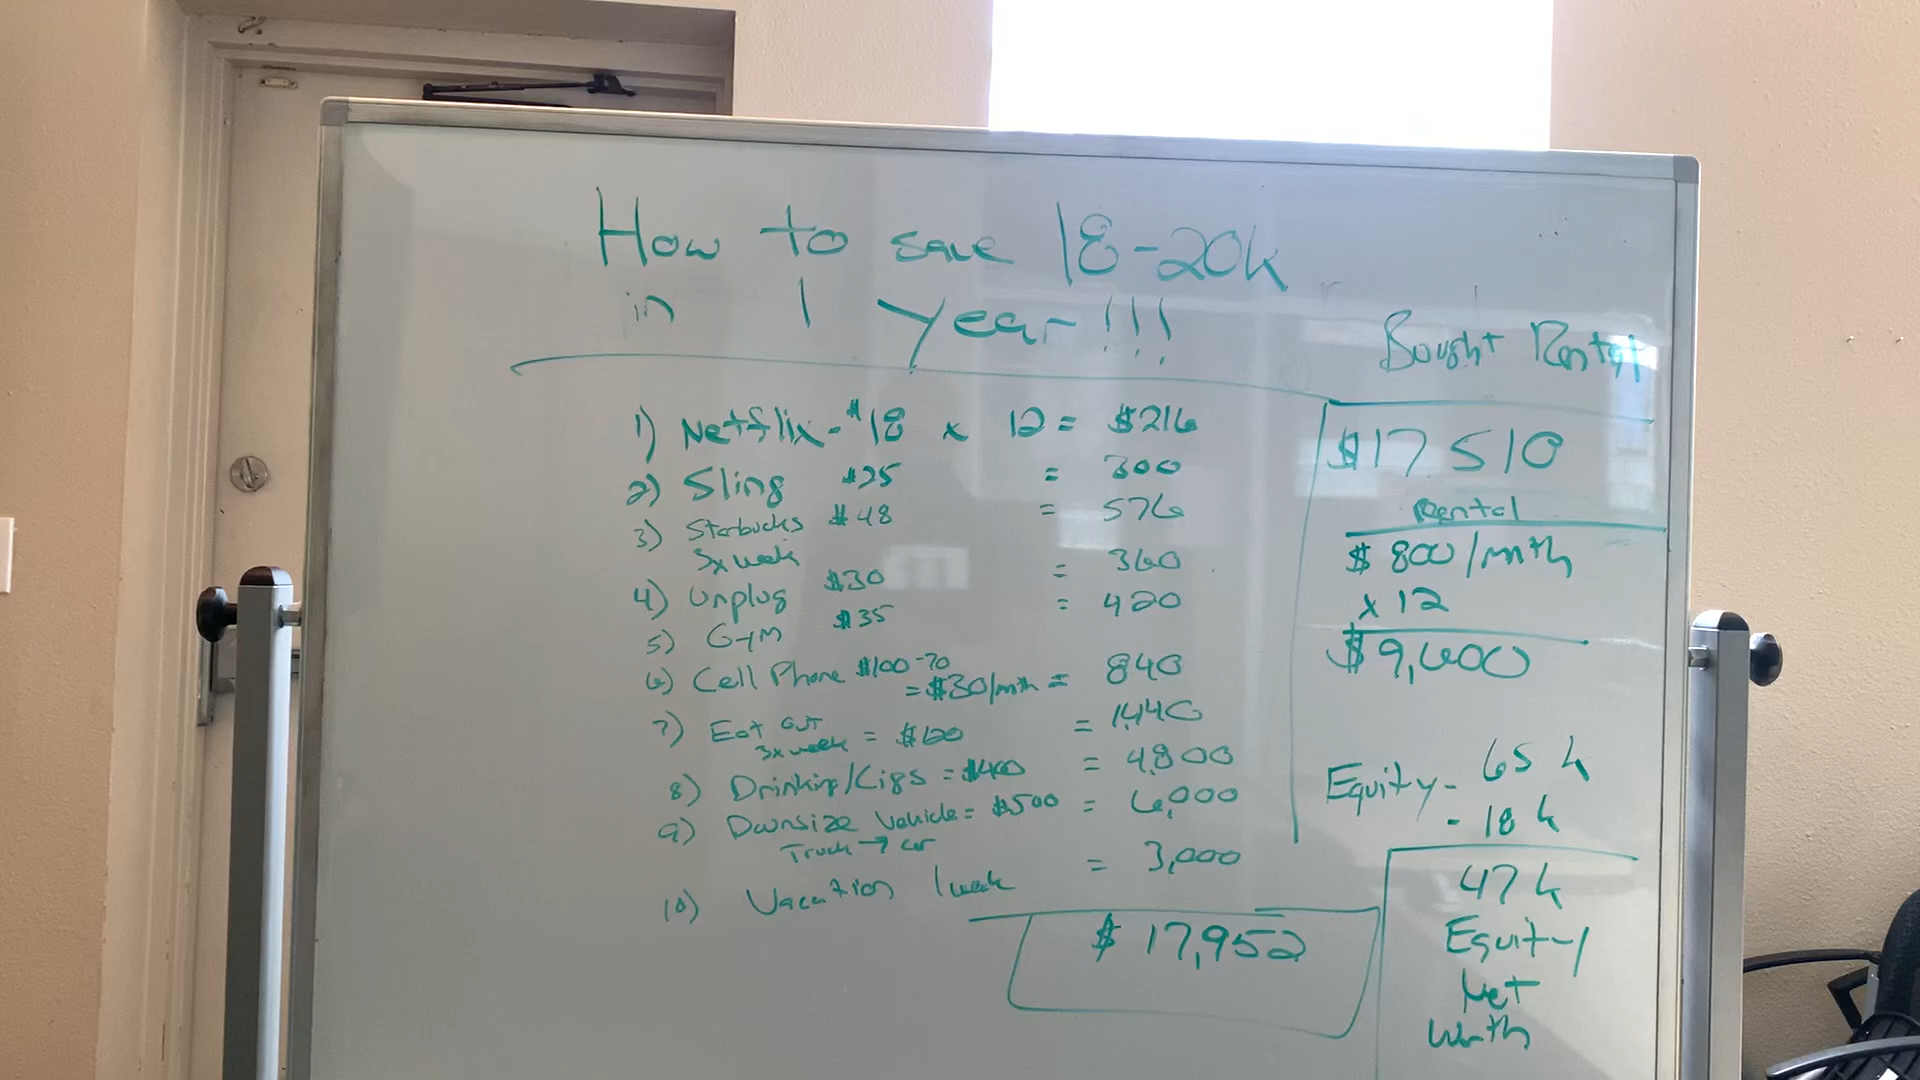 How to save 18-20k
in 1 year!!!
1) Netflix - $18 x 12 = $216
2) Sling $25 = 300
3) Starbucks $48 = 576
3x week
4) Unplug $30 = 360
5) Gym $35 = 420
6) Cell Phone $100-70
= $30/mth = 840
7) Eat out
3x week = $120 = 1,440
8) Drinking/Cigs = $400 = 4,800
9) Downsize Vehicle = $500 = 6,000
Truck → car
10) Vacation 1 week = 3,000
$ 17,952
Bought Rental
$17 510
Rental
$ 800/mnth
x 12
$9,600
Equity - 65 k
- 18 k
47 k
Equity
Net
Worth